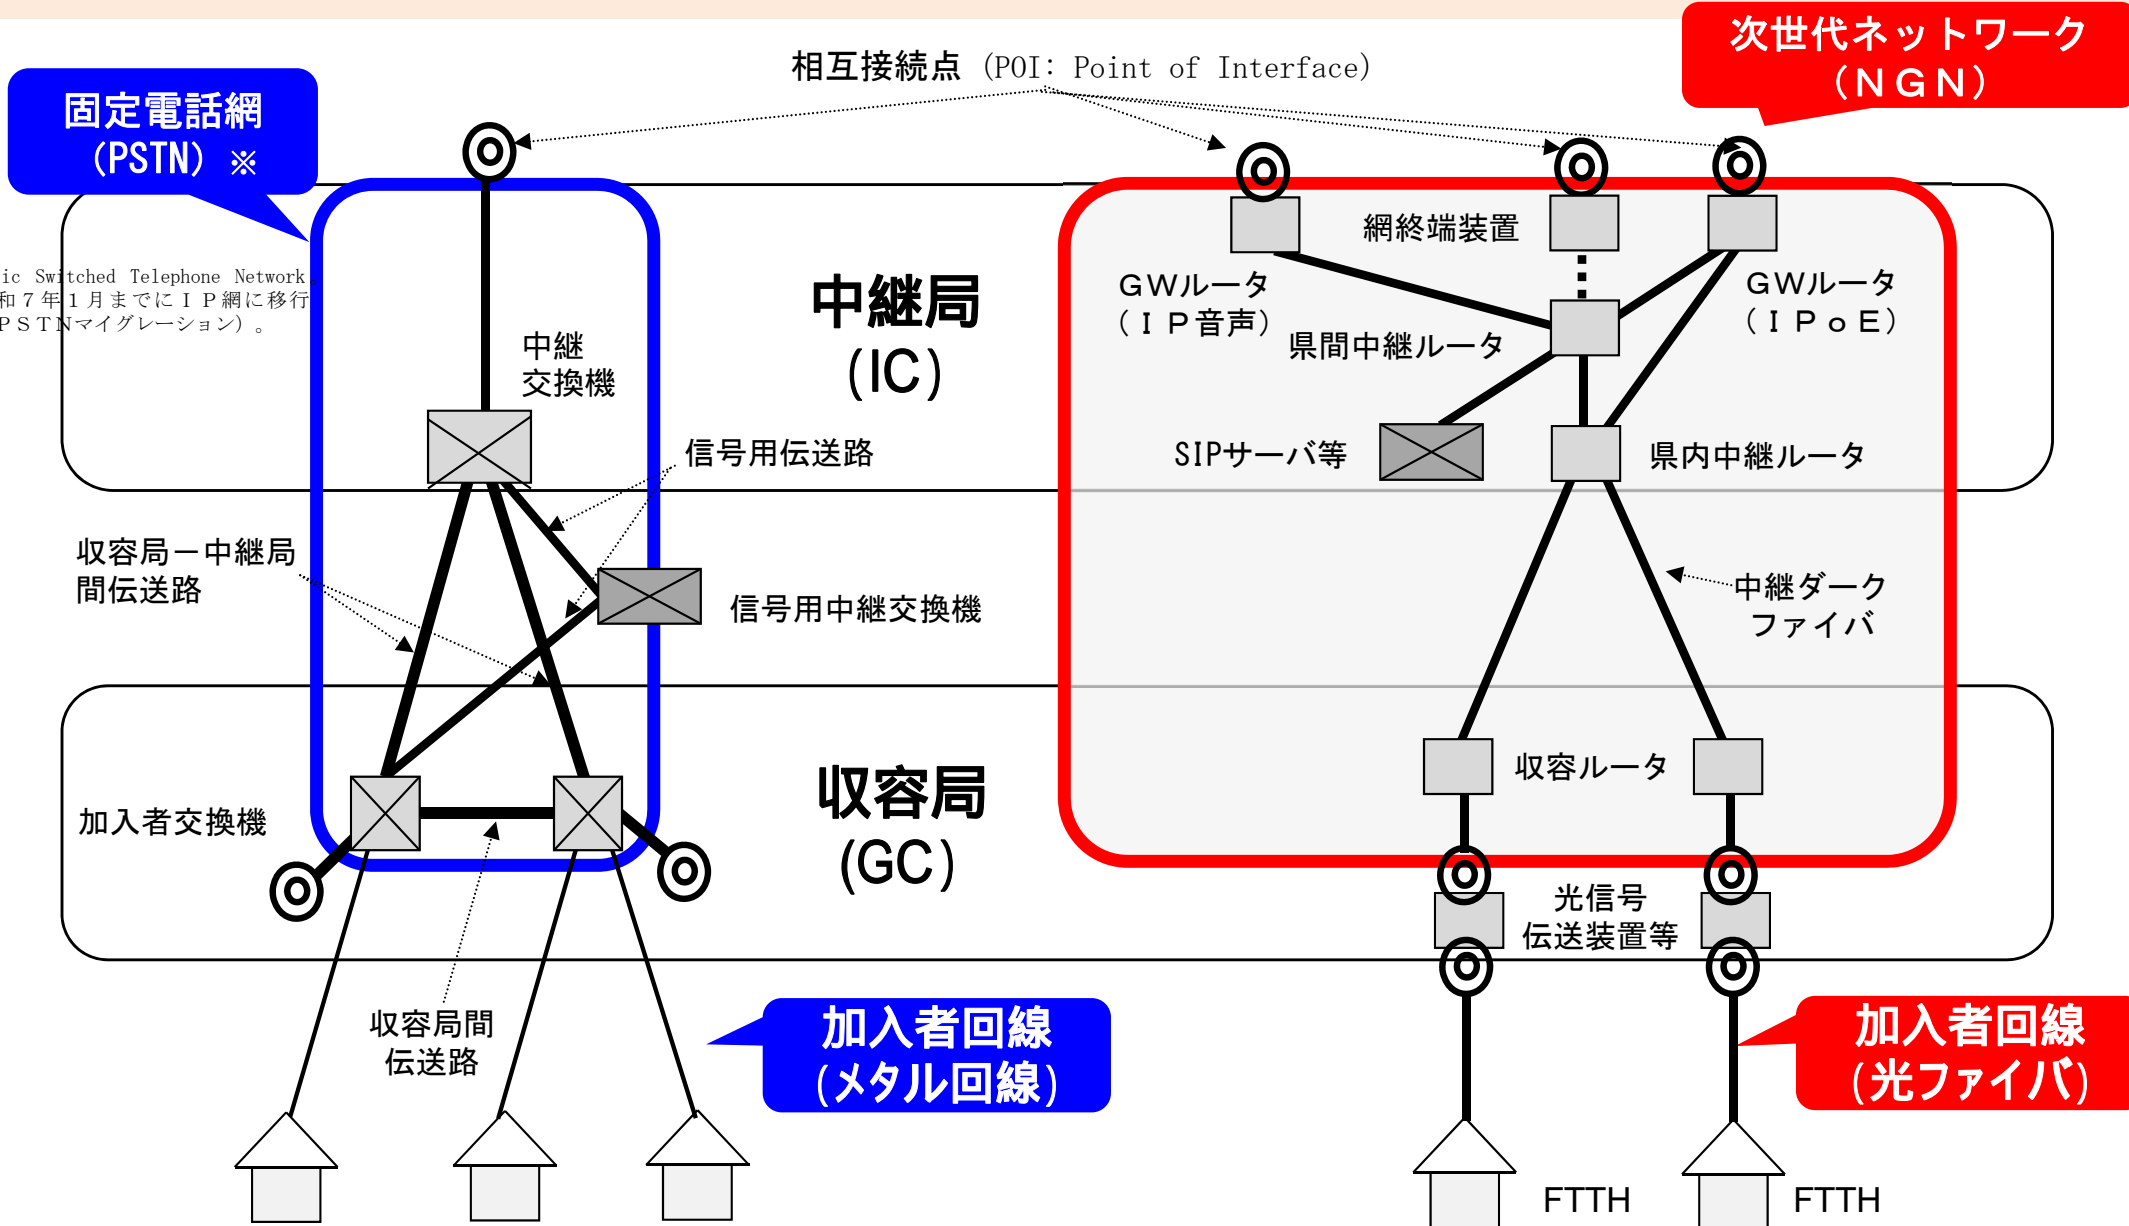 次世代ネットワーク
（ＮＧＮ）
相互接続点（POI: Point of Interface）
固定電話網
（PSTN）※
ic Switched Telephone Network。
和７年１月までにＩＰ網に移行
ＰＳＴＮマイグレーション）。
網終端装置
ＧＷルータ
（ＩＰ音声）
ＧＷルータ
（ＩＰｏＥ）
中継局
(IC)
中継
交換機
県間中継ルータ
信号用伝送路
SIPサーバ等
県内中継ルータ
収容局－中継局
間伝送路
信号用中継交換機
中継ダーク
ファイバ
収容局
(GC)
収容ルータ
加入者交換機
光信号
伝送装置等
収容局間
伝送路
加入者回線
(メタル回線)
加入者回線
(光ファイバ)
FTTH
FTTH